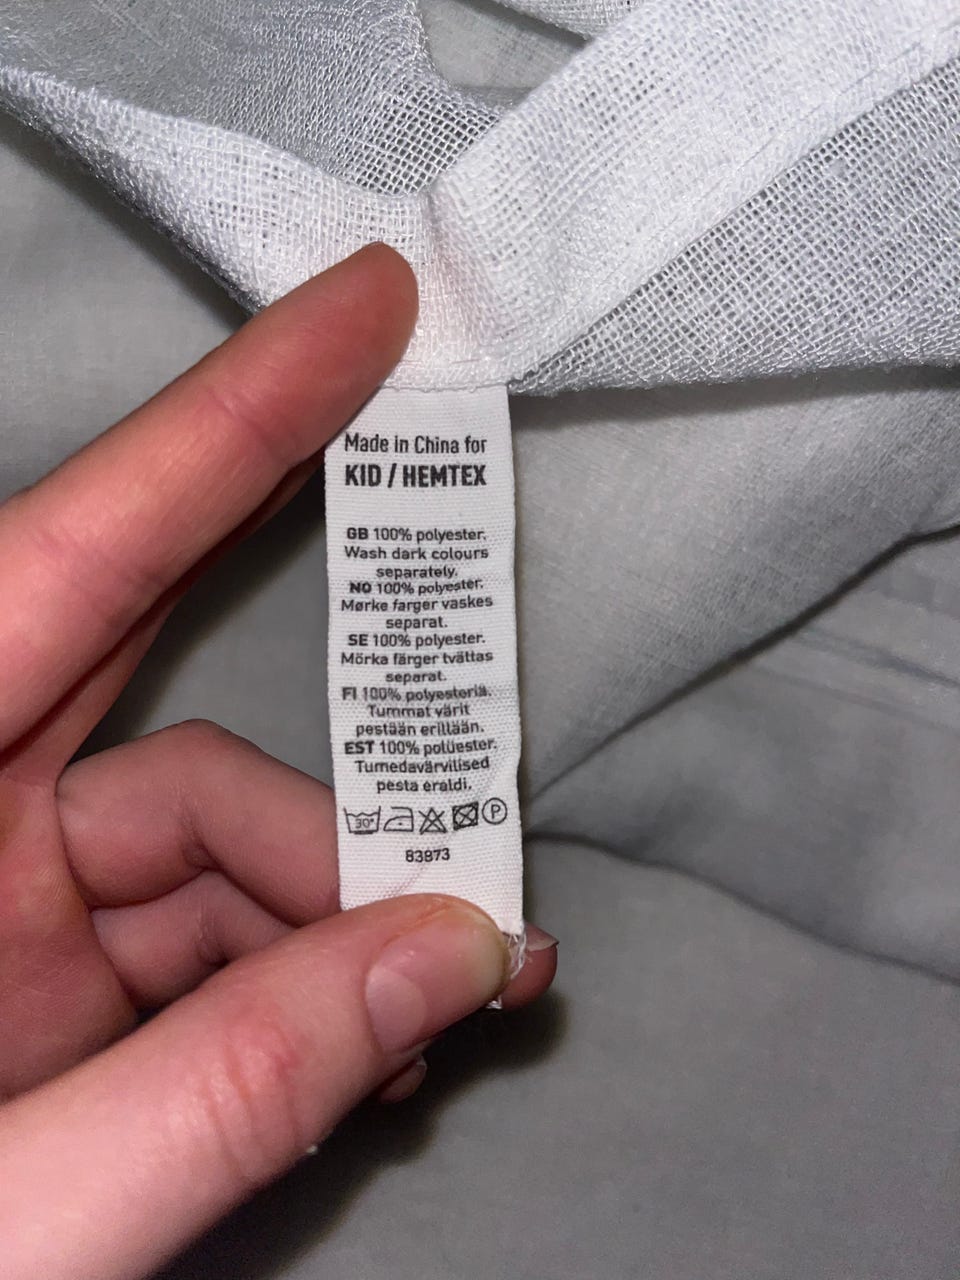 Made in China for
KID / HEMTEX
GB 100% polyester.
Wash dark colours
separately.
NO 100% polyester.
Mørke farger vaskes
separat.
SE 100% polyester.
Mörka färger tvättas
separat.
FI 100% polyesteriä.
Tummat värit
pestään erillään.
EST 100% polüester.
Tumedavärvilised
pesta eraldi.
30° P
83873